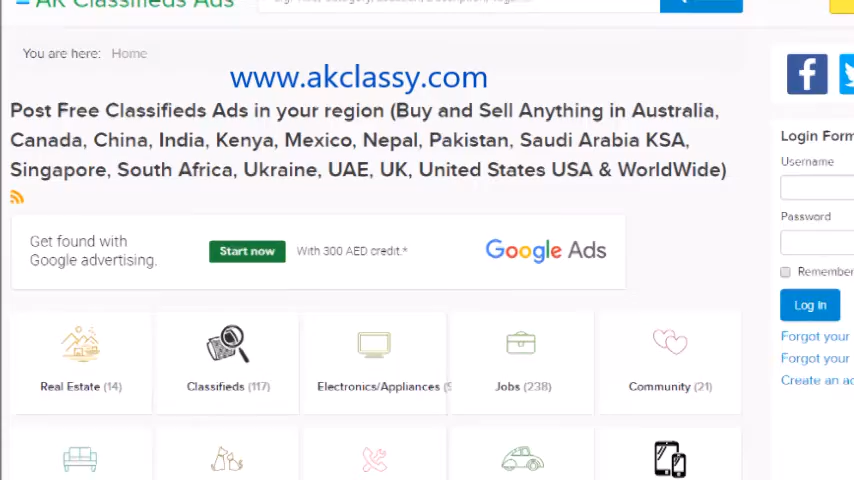 AK Classifieds Ads
You are here: Home
www.akclassy.com
Post Free Classifieds Ads in your region (Buy and Sell Anything in Australia,
Canada, China, India, Kenya, Mexico, Nepal, Pakistan, Saudi Arabia KSA,
Singapore, South Africa, Ukraine, UAE, UK, United States USA & WorldWide)
Get found with
Google advertising.
Start now
With 300 AED credit.*
Google Ads
Real Estate (14)
Classifieds (117)
Electronics/Appliances
Jobs (238)
Community (21)
Login Form
Username
Password
Remember
Log In
Forgot your
Forgot your
Create an ac